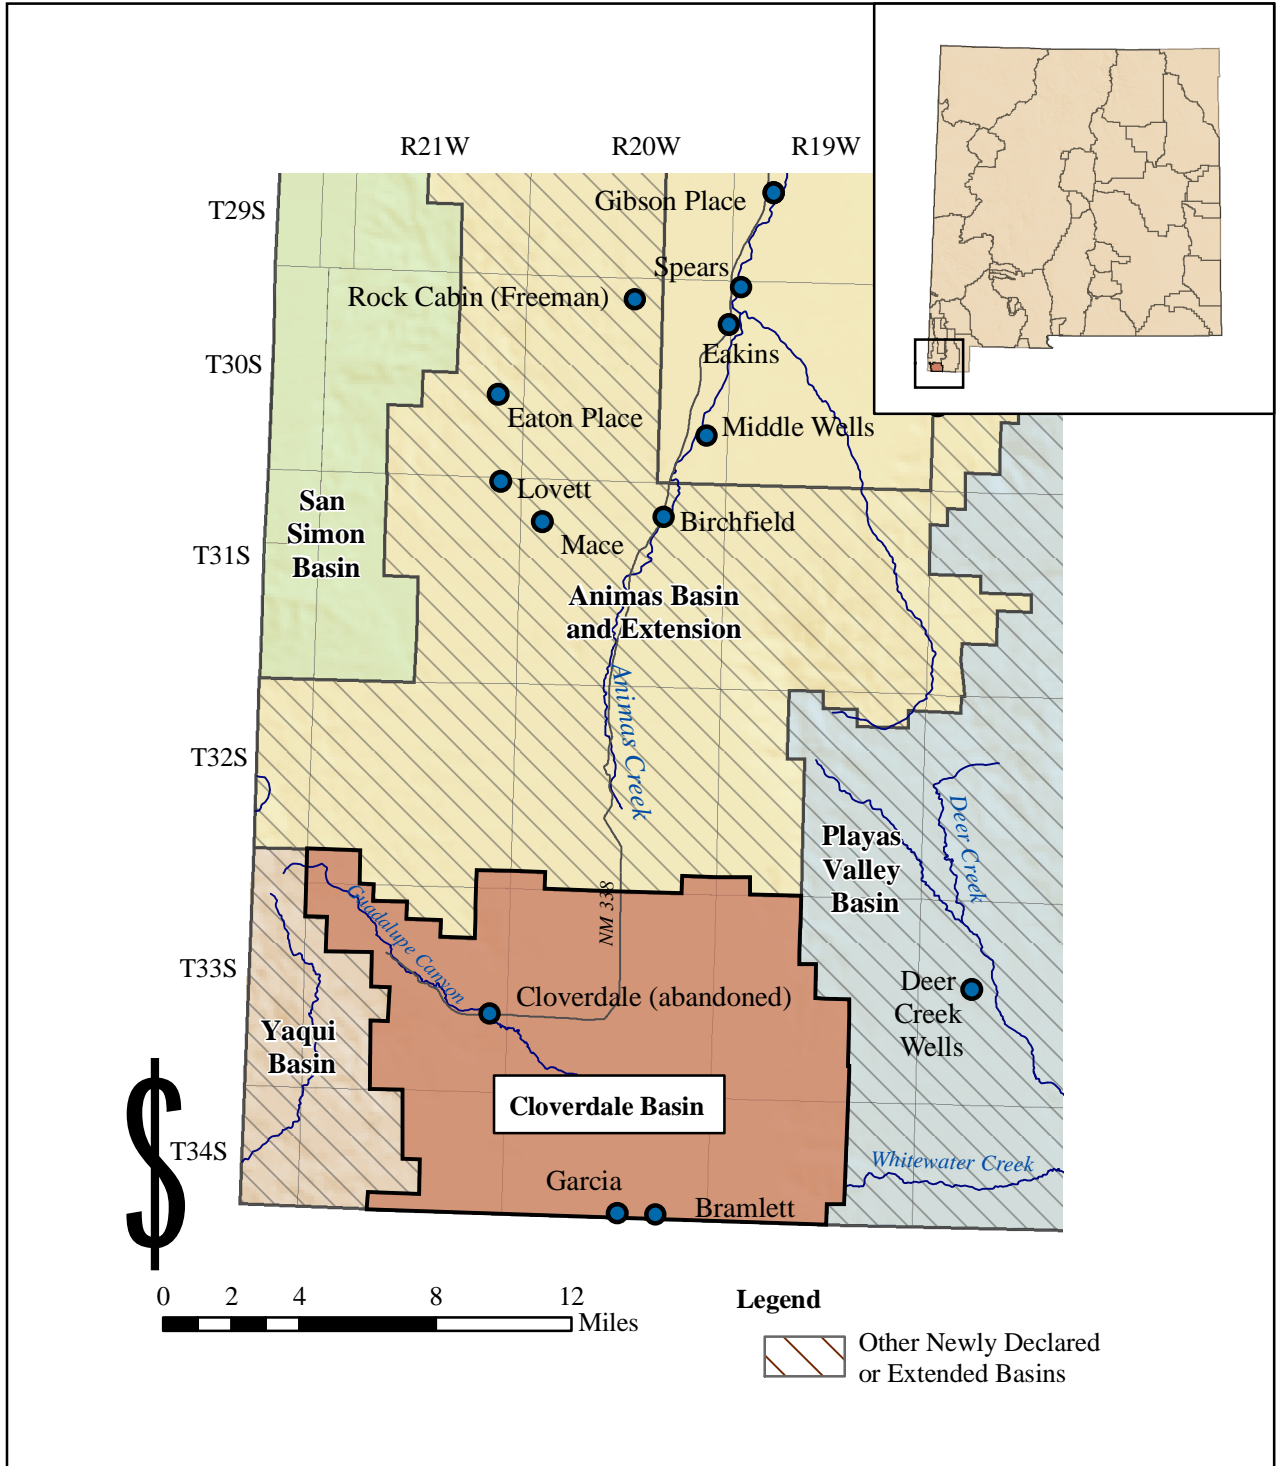 R21W
R20W
R19W
T29S
Gibson Place
Spears
Rock Cabin (Freeman)
Eakins
T30S
Eaton Place
Middle Wells
Lovett
San
Simon
Basin
Birchfield
Mace
T31S
Animas Basin
and Extension
Animas Creek
T32S
Deer Creek
Playas
Valley
Basin
Guadalupe Canyon
NM 338
T33S
Deer
Creek
Wells
Cloverdale (abandoned)
Yaqui
Basin
Cloverdale Basin
T34S
Whitewater Creek
Garcia
Bramlett
$
0 2 4 8 12
Miles
Legend
Other Newly Declared
or Extended Basins